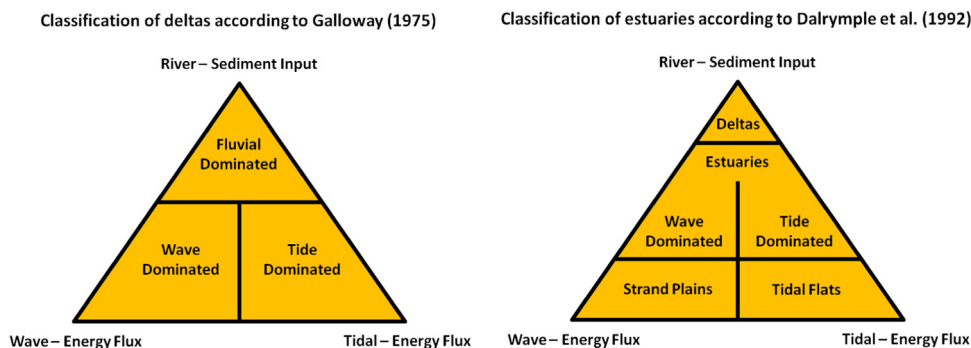 Classification of deltas according to Galloway (1975)
River – Sediment Input
Fluvial
Dominated
Wave
Dominated
Tide
Dominated
Wave – Energy Flux
Tidal – Energy Flux
Classification of estuaries according to Dalrymple et al. (1992)
River – Sediment Input
Deltas
Estuaries
Wave
Dominated
Tide
Dominated
Strand Plains
Tidal Flats
Wave – Energy Flux
Tidal – Energy Flux